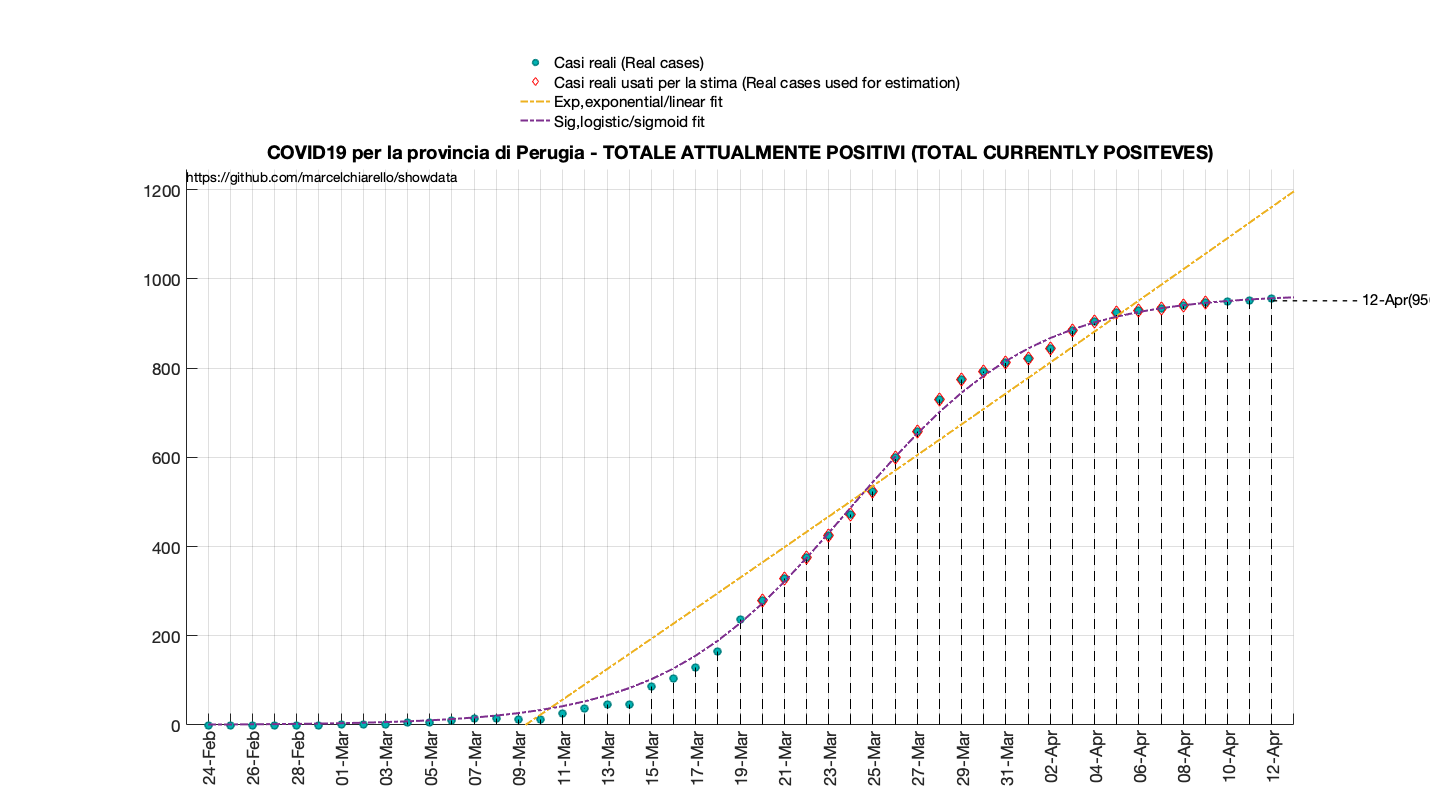 Casi reali (Real cases)
Casi reali usati per la stima (Real cases used for estimation)
Exp,exponential/linear fit
Sig,logistic/sigmoid fit
COVID19 per la provincia di Perugia - TOTALE ATTUALMENTE POSITIVI (TOTAL CURRENTLY POSITEVES)
https://github.com/marcelchiarello/showdata
1200
1000
800
600
400
200
0
12-Apr(95
24-Feb
26-Feb
28-Feb
01-Mar
03-Mar
05-Mar
07-Mar
09-Mar
11-Mar
13-Mar
15-Mar
17-Mar
19-Mar
21-Mar
23-Mar
25-Mar
27-Mar
29-Mar
31-Mar
02-Apr
04-Apr
06-Apr
08-Apr
10-Apr
12-Apr